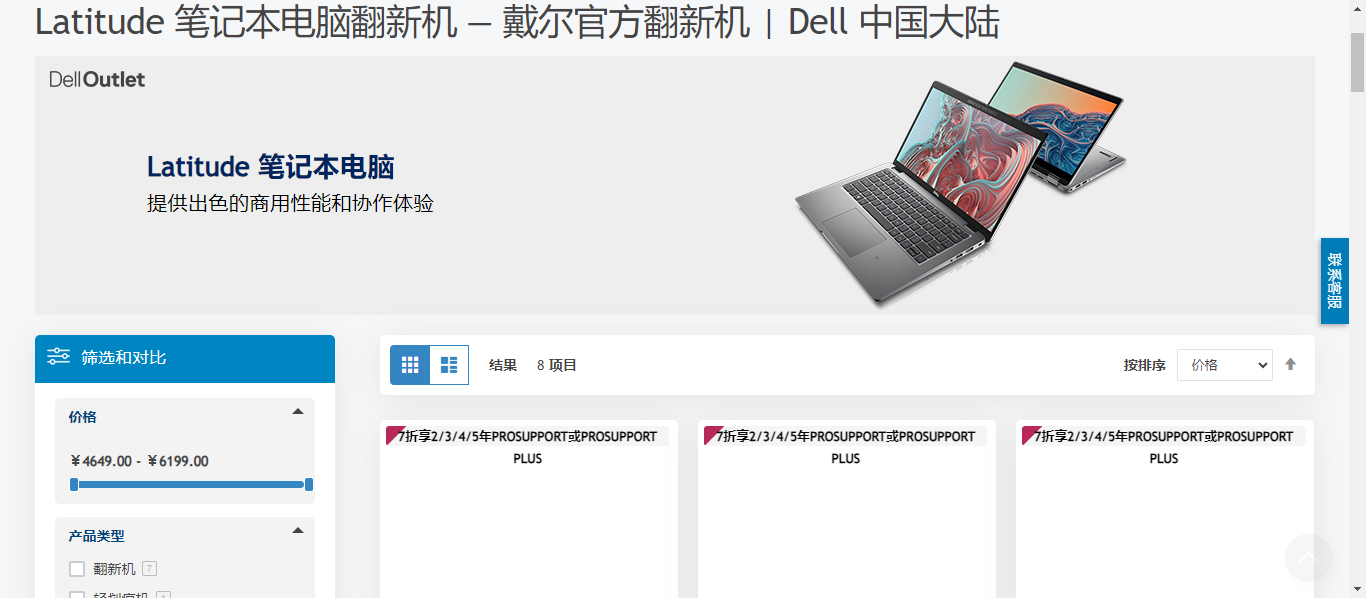 Latitude 笔记本电脑翻新机 — 戴尔官方翻新机 | Dell 中国大陆
DellOutlet
Latitude 笔记本电脑
提供出色的商用性能和协作体验
联系客服
筛选和对比
结果 8 项目
按排序 价格
价格
￥4649.00 - ￥6199.00
7折享2/3/4/5年PROSUPPORT或PROSUPPORT
PLUS
7折享2/3/4/5年PROSUPPORT或PROSUPPORT
PLUS
7折享2/3/4/5年PROSUPPORT或PROSUPPORT
PLUS
产品类型
翻新机 7
轻划痕机 1